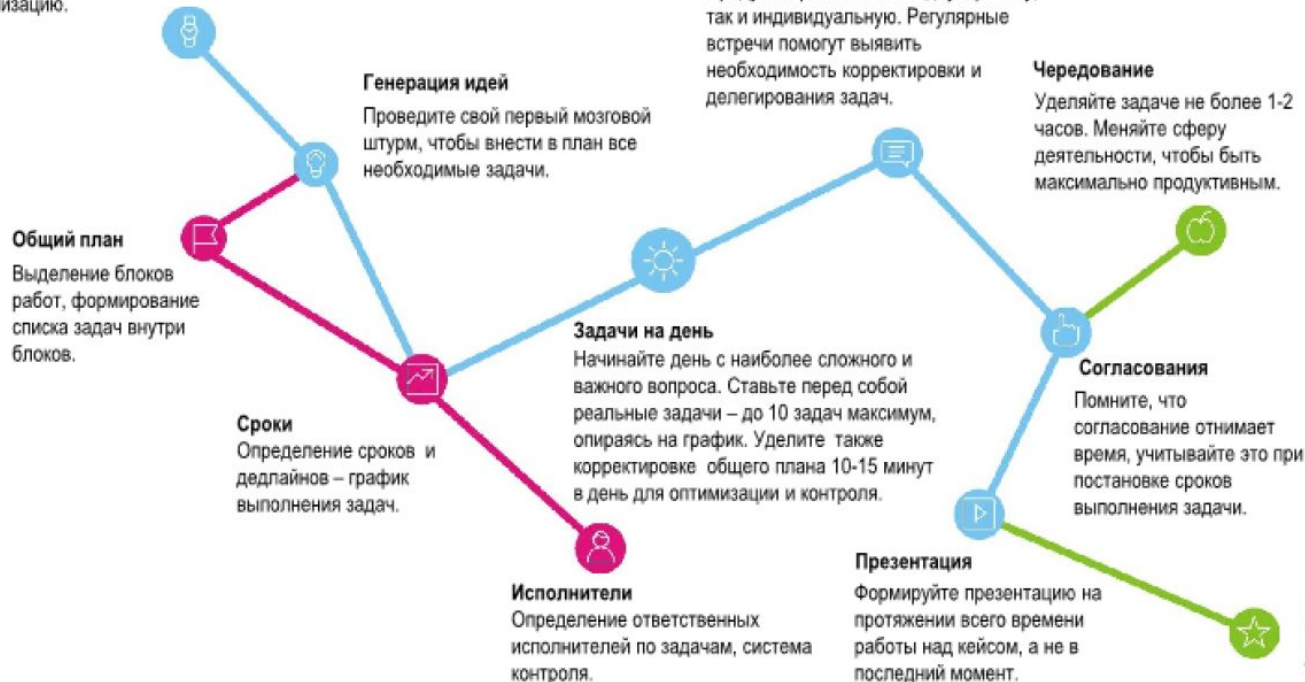 так и индивидуальную. Регулярные
встречи помогут выявить
необходимость корректировки и
делегирования задач.
Генерация идей
Проведите свой первый мозговой
штурм, чтобы внести в план все
необходимые задачи.
Чередование
Уделяйте задаче не более 1-2
часов. Меняйте сферу
деятельности, чтобы быть
максимально продуктивным.
Общий план
Выделение блоков
работ, формирование
списка задач внутри
блоков.
Задачи на день
Начинайте день с наиболее сложного и
важного вопроса. Ставьте перед собой
реальные задачи – до 10 задач максимум,
опираясь на график. Уделите также
корректировке общего плана 10-15 минут
в день для оптимизации и контроля.
Согласования
Помните, что
согласование отнимает
время, учитывайте это при
постановке сроков
выполнения задачи.
Сроки
Определение сроков и
дедлайнов – график
выполнения задач.
Исполнители
Определение ответственных
исполнителей по задачам, система
контроля.
Презентация
Формируйте презентацию на
протяжении всего времени
работы над кейсом, а не в
последний момент.